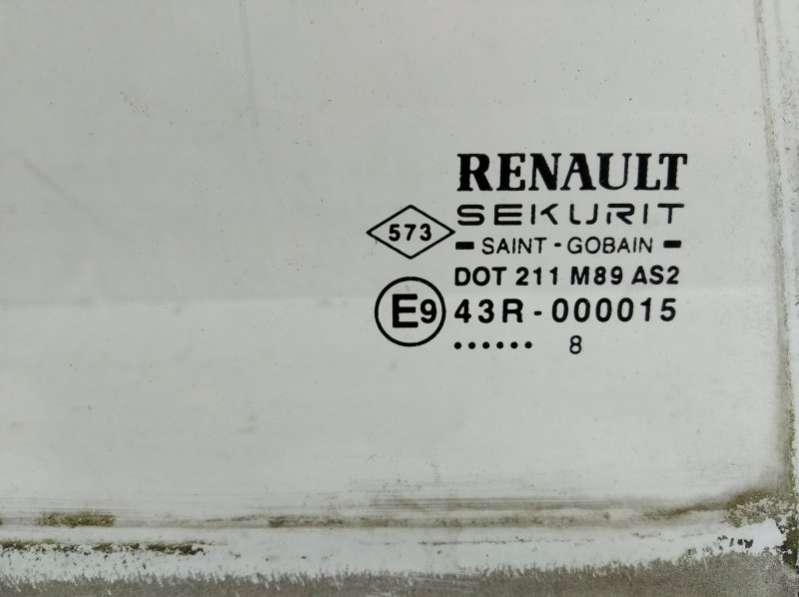 RENAULT
SEKURIT
573
SAINT - GOBAIN
DOT 211 M89 AS2
E9 43R - 000015
...... 8